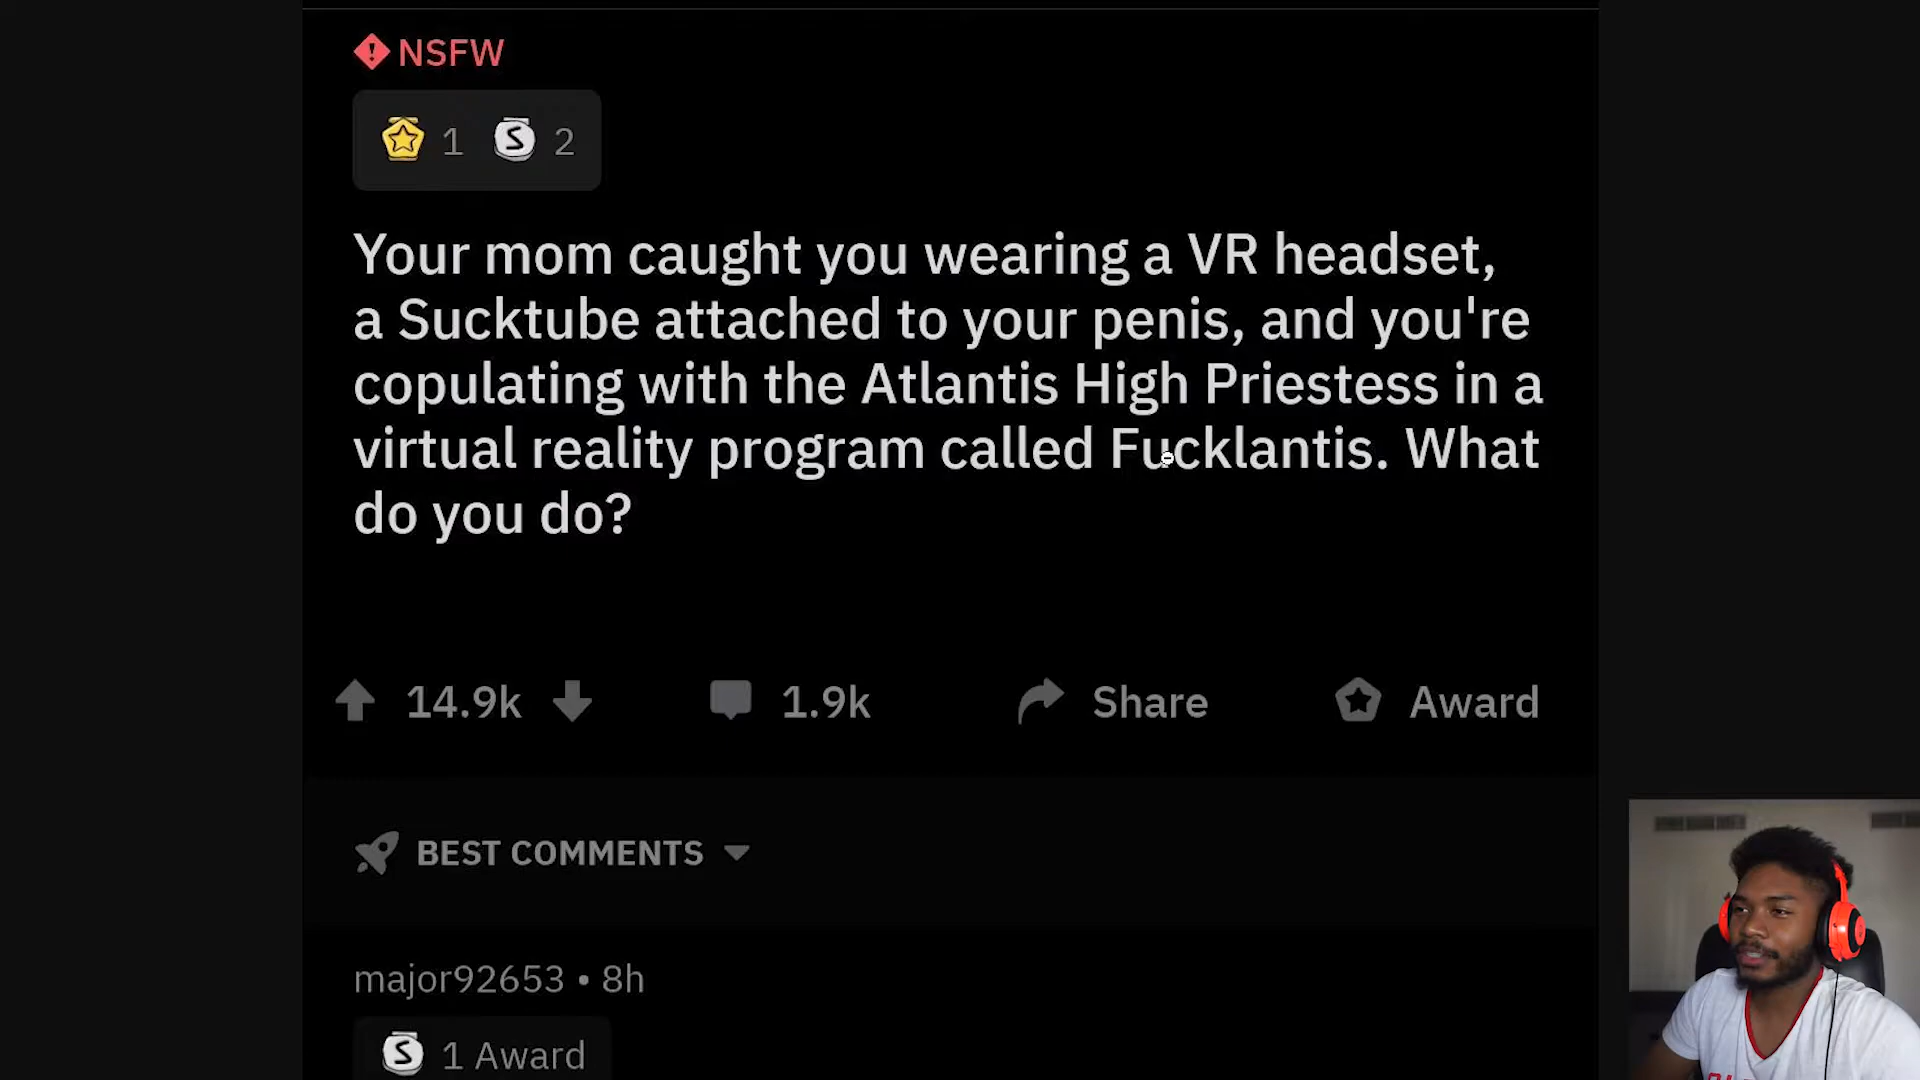 NSFW
1 2
Your mom caught you wearing a VR headset,
a Sucktube attached to your penis, and you're
copulating with the Atlantis High Priestess in a
virtual reality program called Fucklantis. What
do you do?
14.9k 1.9k Share Award
BEST COMMENTS
major92653 • 8h
1 Award